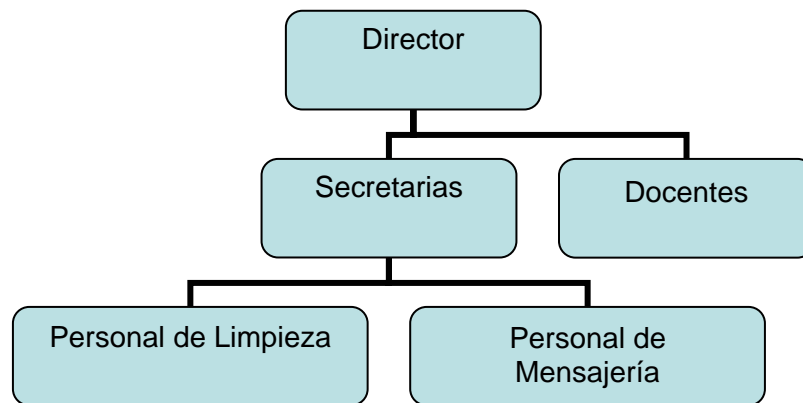 Director
Secretarias
Docentes
Personal de Limpieza
Personal de
Mensajería